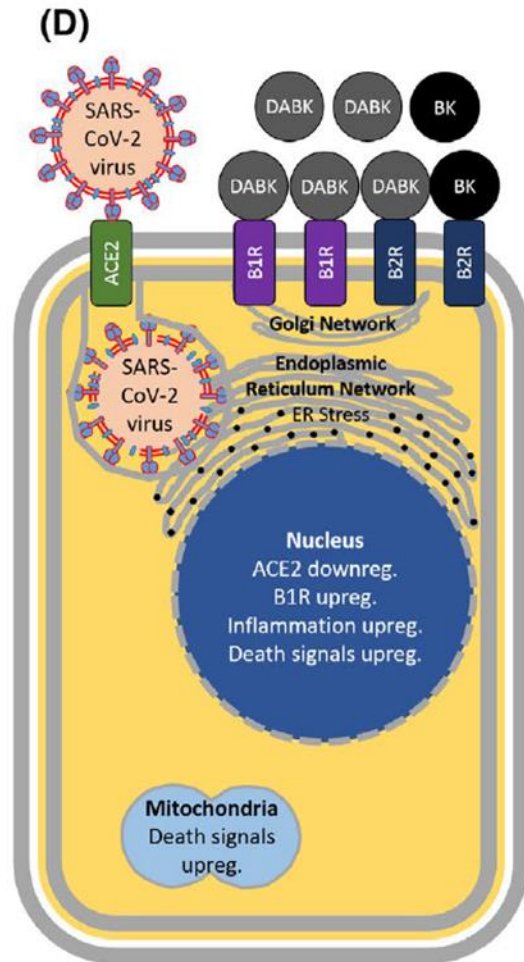 (D)
SARS-
CoV-2
virus
DABK
DABK
BK
DABK
DABK
DABK
BK
ACE2
B1R
B1R
B2R
B2R
Golgi Network
SARS-
CoV-2
virus
Endoplasmic
Reticulum Network
ER Stress
Nucleus
ACE2 downreg.
B1R upreg.
Inflammation upreg.
Death signals upreg.
Mitochondria
Death signals
upreg.